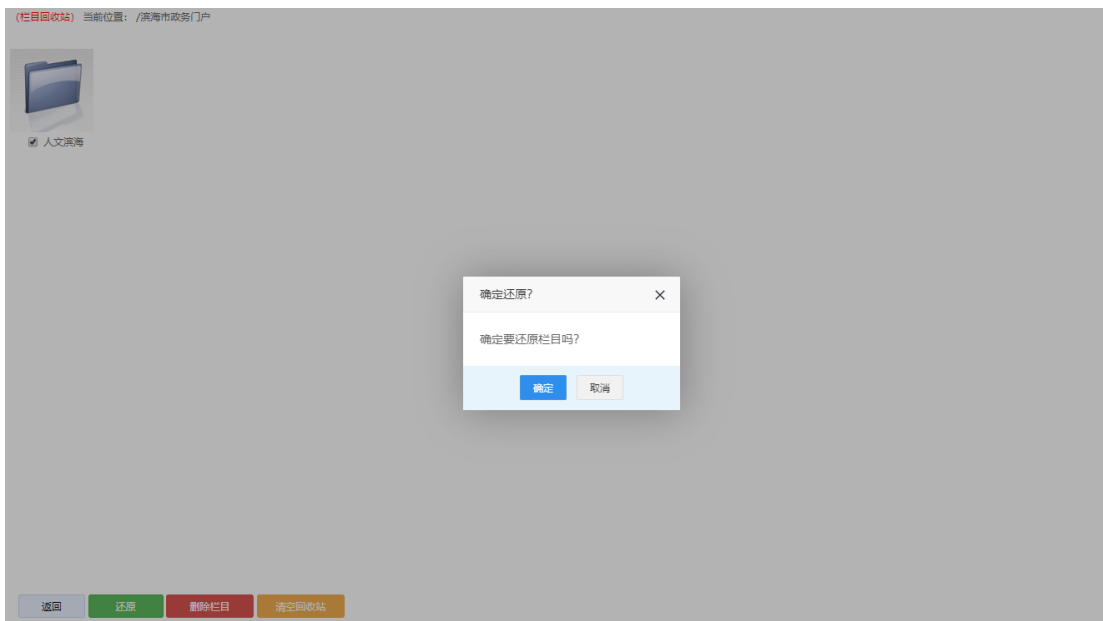 (栏目回收站) 当前位置： /滨海市政务门户
人文滨海
确定还原？
确定要还原栏目吗？
确定 取消
返回 还原 删除栏目 清空回收站